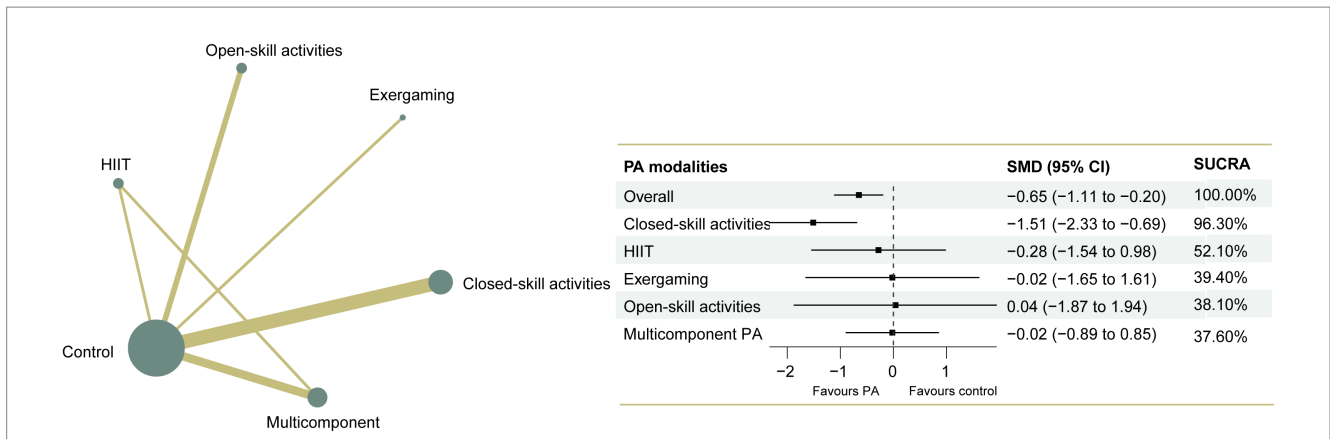 Open-skill activities
Exergaming
HIIT
Closed-skill activities
Control
Multicomponent
PA modalities SMD (95% CI) SUCRA
Overall −0.65 (−1.11 to −0.20) 100.00%
Closed-skill activities −1.51 (−2.33 to −0.69) 96.30%
HIIT −0.28 (−1.54 to 0.98) 52.10%
Exergaming −0.02 (−1.65 to 1.61) 39.40%
Open-skill activities 0.04 (−1.87 to 1.94) 38.10%
Multicomponent PA −0.02 (−0.89 to 0.85) 37.60%
−2 −1 0 1
Favours PA Favours control